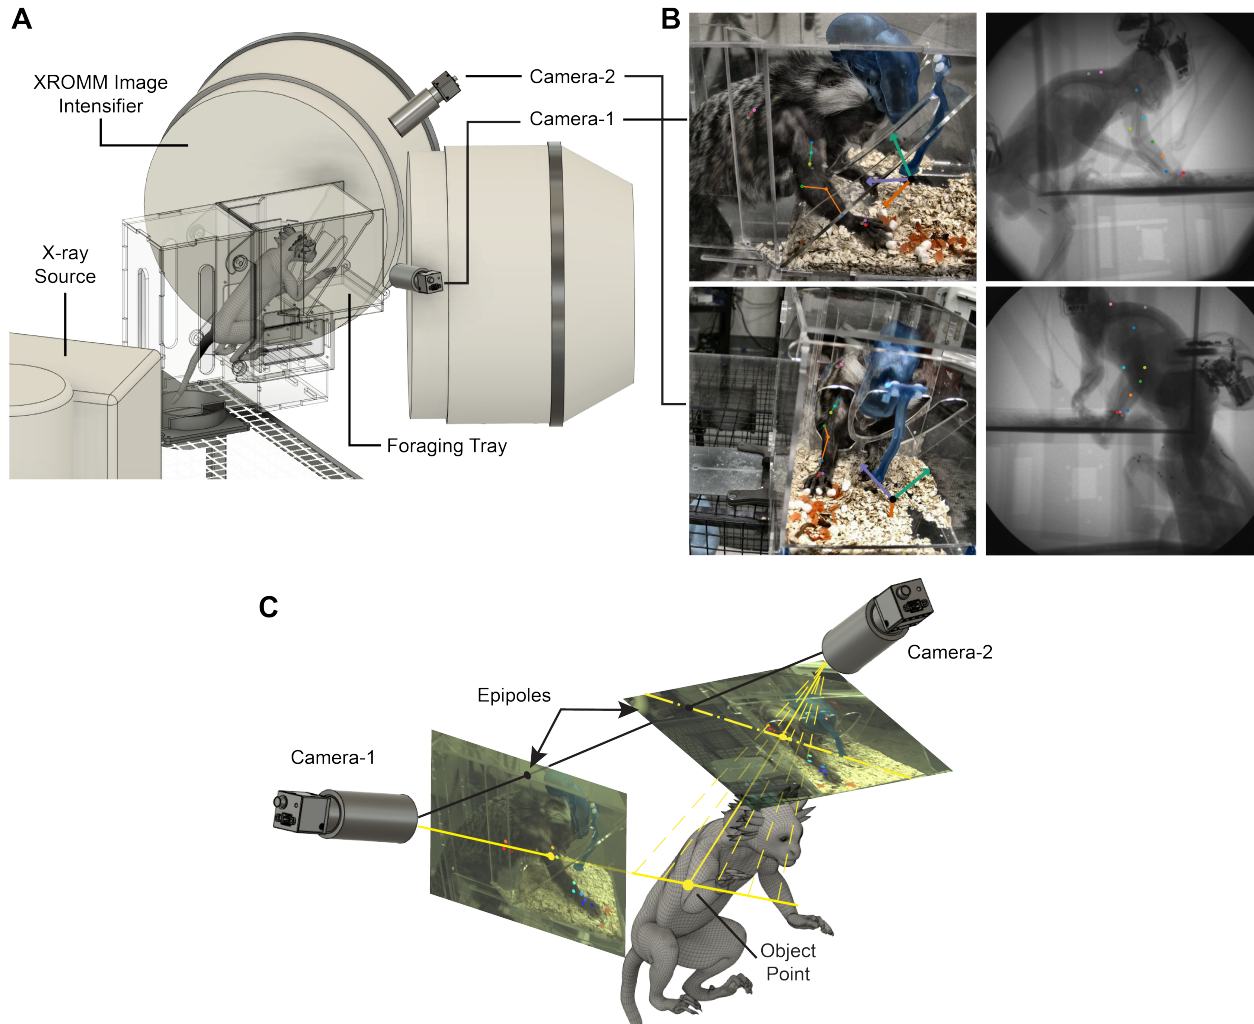 A
XROMM Image
Intensifier
X-ray
Source
Camera-2
Camera-1
Foraging Tray
B
C
Epipoles
Camera-1
Camera-2
Object
Point